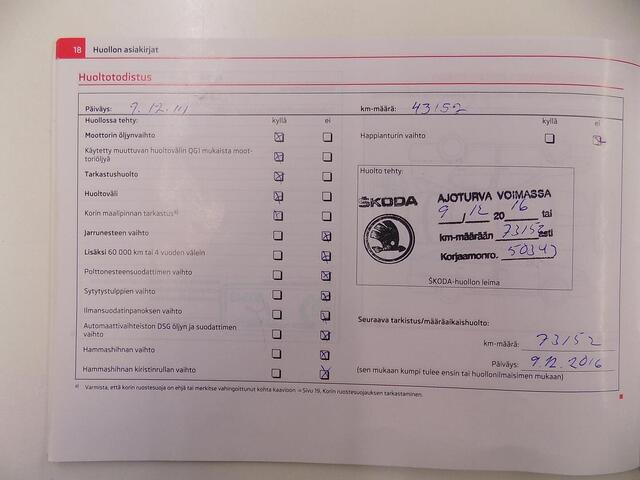 18 Huollon asiakirjat
Huoltotodistus
Päiväys: 9.12.14 km-määrä: 43152
Huollossa tehty: kyllä ei kyllä ei
Moottorin öljynvaihto Happianturin vaihto
Käytetty muuttuvan huoltovälin QG1 mukaista moot-
toriöljyä
Tarkastushuolto
Huoltoväli
Korin maalipinnan tarkastus a)
Jarrunesteen vaihto
Lisäksi 60 000 km tai 4 vuoden välein
Polttonesteensuodattimen vaihto
Sytytystulppien vaihto
Ilmansuodatinpanoksen vaihto
Automaattivaihteiston DSG öljyn ja suodattimen
vaihto
Hammashihnan vaihto
Hammashihnan kiristinrullan vaihto
Huolto tehty:
ŠKODA
AJOTURVA VOIMASSA
9 / 12 2016 tai
km-määrään 73152 asti
Korjaamonro.
ŠKODA-huollon leima
Seuraava tarkistus/määräaikaishuolto:
km-määrä: 73152
Päiväys: 9.12.2016
(sen mukaan kumpi tulee ensin tai huollonilmaisimen mukaan)
a) Varmista, että korin ruostesuoja on ehjä tai merkitse vahingoittunut kohta kaavioon ⇒ Sivu 19, Korin ruostesuojauksen tarkastaminen.